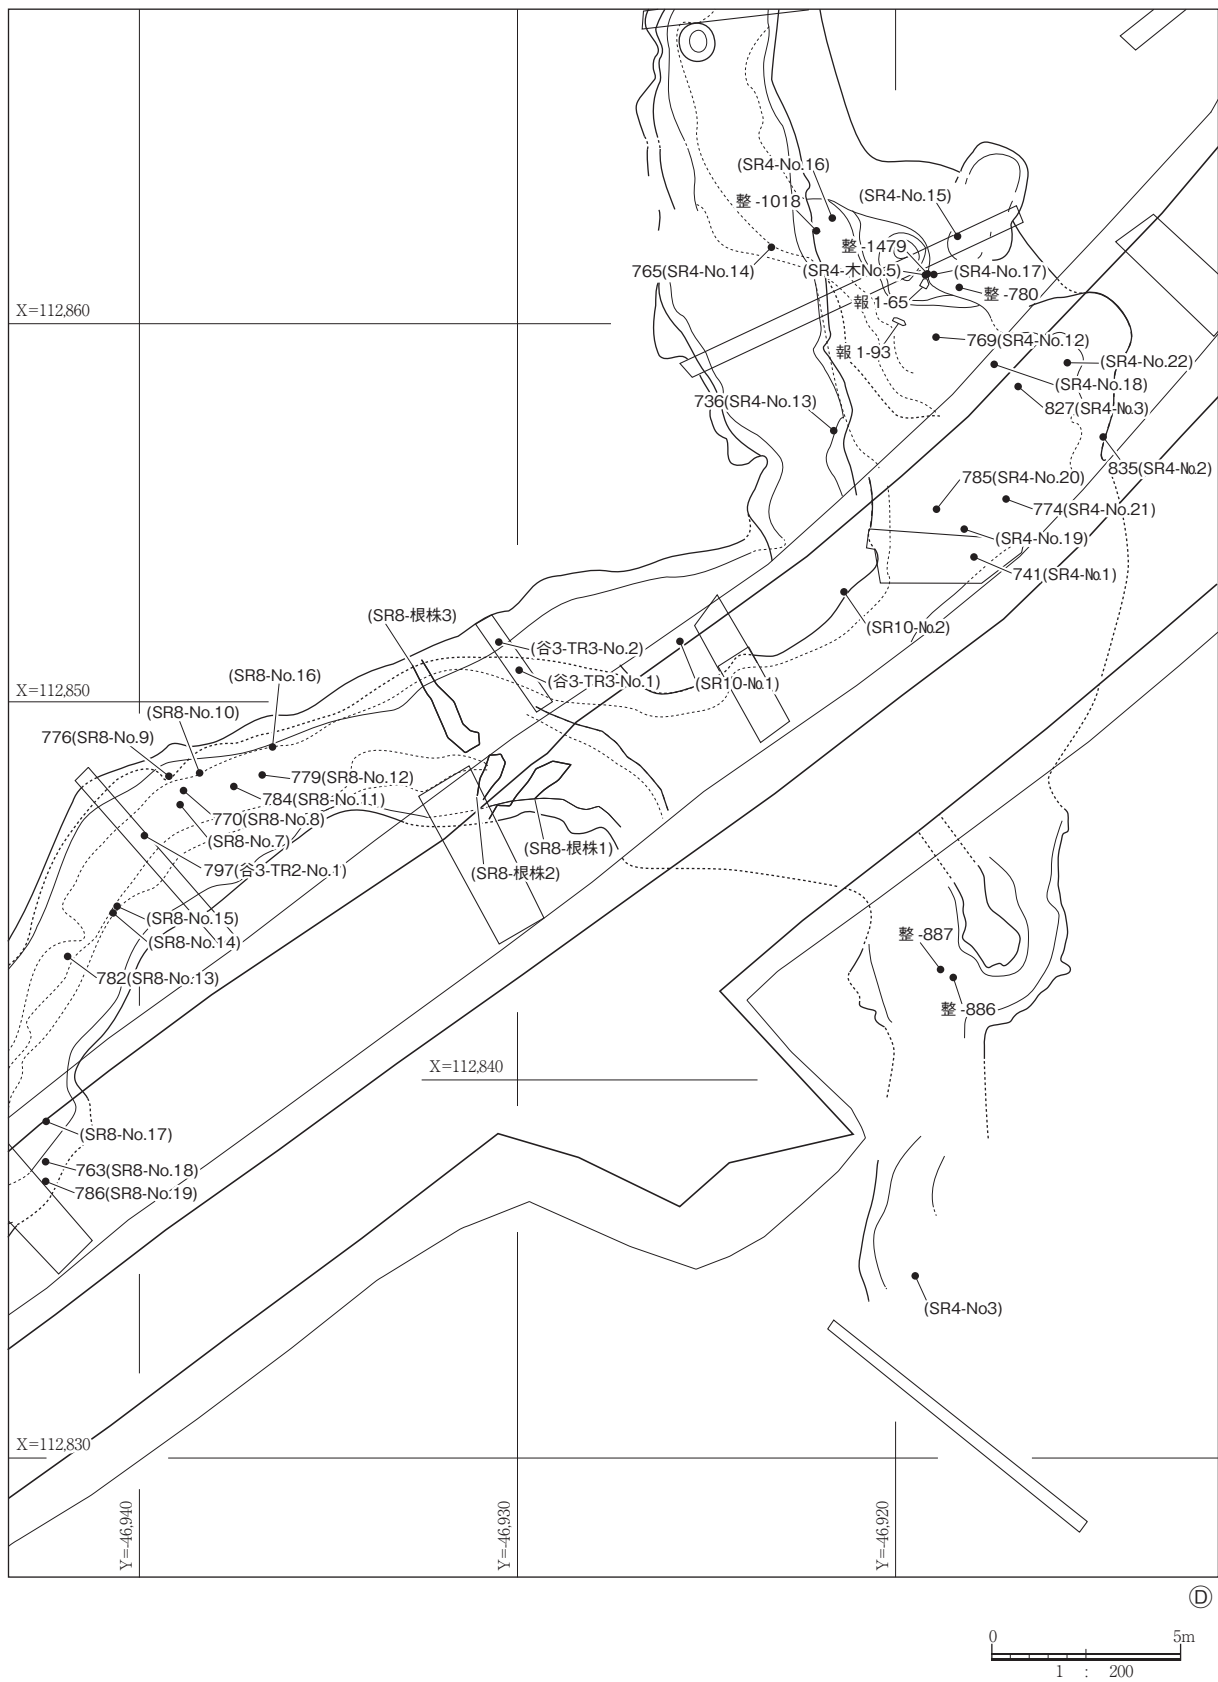 (SR4-No.16)
整-1018
(SR4-No.15)
整-1479
765(SR4-No.14)
(SR4-木No.5)
(SR4-No.17)
整-780
報1-65
X=112,860
769(SR4-No.12)
報1-93
(SR4-No.22)
(SR4-No.18)
736(SR4-No.13)
827(SR4-No.3)
835(SR4-No.2)
785(SR4-No.20)
774(SR4-No.21)
(SR4-No.19)
741(SR4-No.1)
(SR8-根株3)
(SR10-No.2)
(谷3-TR3-No.2)
(SR8-No.16)
(谷3-TR3-No.1)
(SR10-No.1)
X=112,850
(SR8-No.10)
776(SR8-No.9)
779(SR8-No.12)
784(SR8-No.11)
770(SR8-No.8)
(SR8-No.7)
(SR8-根株1)
797(谷3-TR2-No.1)
(SR8-根株2)
(SR8-No.15)
(SR8-No.14)
整-887
782(SR8-No.13)
整-886
X=112,840
(SR8-No.17)
763(SR8-No.18)
786(SR8-No.19)
(SR4-No3)
X=112,830
Y=-46,940
Y=-46,930
Y=-46,920
Ⓓ
0 5m
1 : 200